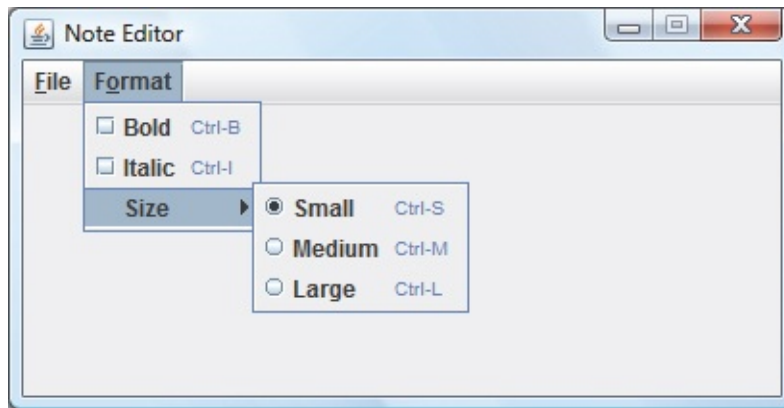 Note Editor
File Format
Bold Ctrl-B
Italic Ctrl-I
Size
Small Ctrl-S
Medium Ctrl-M
Large Ctrl-L